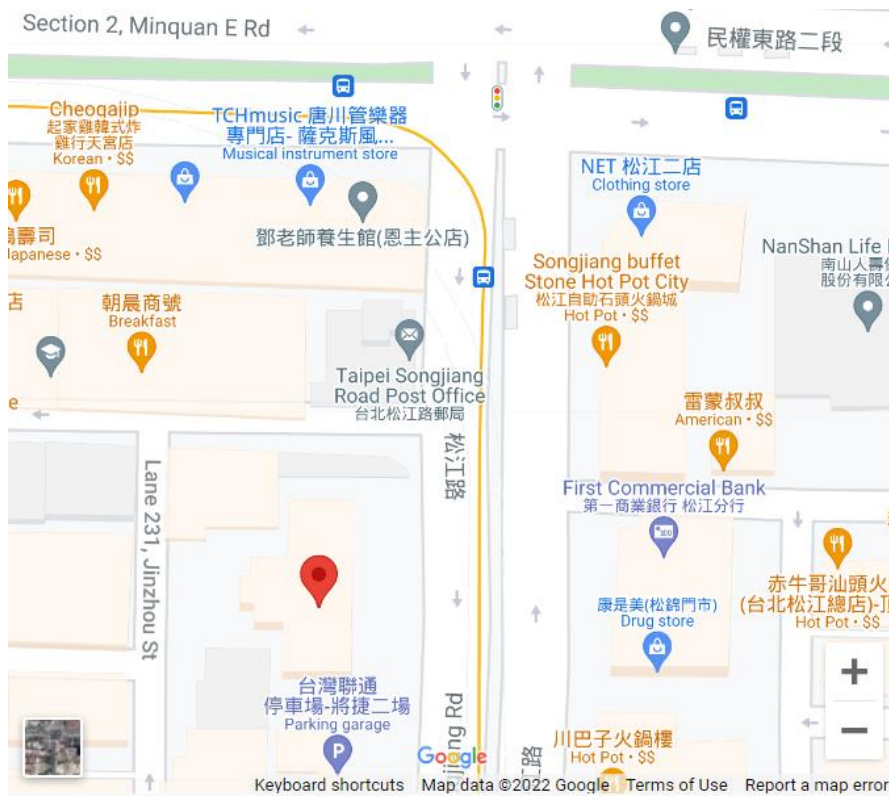 Section 2, Minquan E Rd
民權東路二段
Cheogajip
起家雞韓式炸
雞行天宮店
Korean • $$
TCHmusic 唐川管樂器
專門店- 薩克斯風...
Musical instrument store
NET 松江二店
Clothing store
鄧老師養生館(恩主公店)
壽司
Japanese • $$
NanShan Life
南山人壽
股份有限
Songjiang buffet
Stone Hot Pot City
松江自助石頭火鍋城
Hot Pot • $$
店
朝晨商號
Breakfast
Taipei Songjiang
Road Post Office
台北松江路郵局
雷蒙叔叔
American • $$
e
松江路
Lane 231, Jinzhou St
First Commercial Bank
第一商業銀行 松江分行
赤牛哥汕頭火
(台北松江總店)-頂
Hot Pot • $$
康是美(松錦門市)
Drug store
台灣聯通
停車場-將捷二場
Parking garage
P
jiang Rd
江路
川巴子火鍋樓
Hot Pot • $$
+
−
Google
Keyboard shortcuts
Map data ©2022 Google
Terms of Use
Report a map error